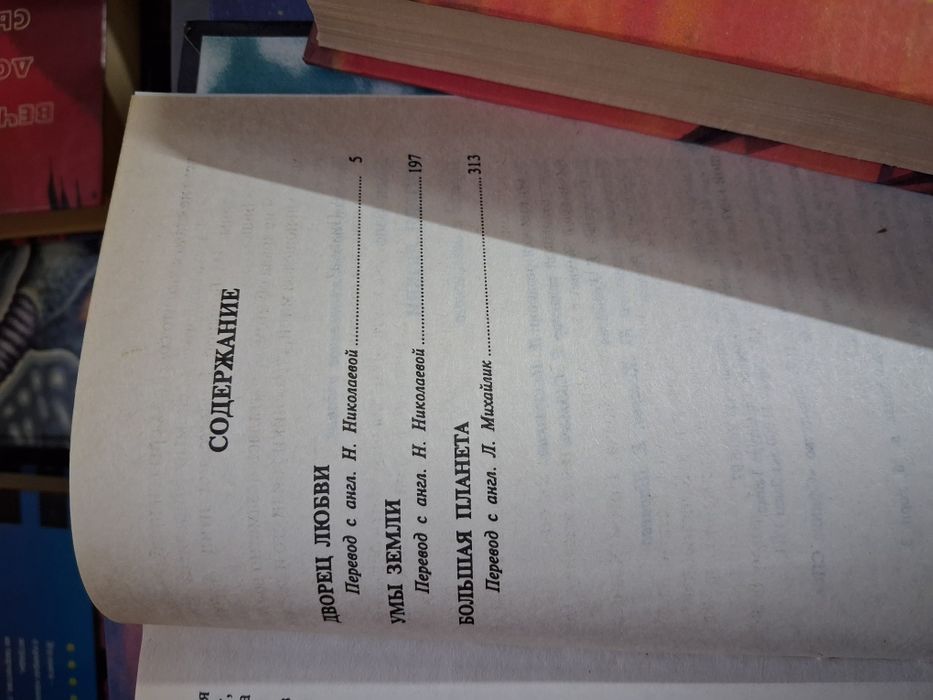 СОДЕРЖАНИЕ
ДВОРЕЦ ЛЮБВИ
Перевод с англ. Н. Николаевой ........ 5
УМЫ ЗЕМЛИ
Перевод с англ. Н. Николаевой ........ 197
БОЛЬШАЯ ПЛАНЕТА
Перевод с англ. Л. Михайлик ........ 313